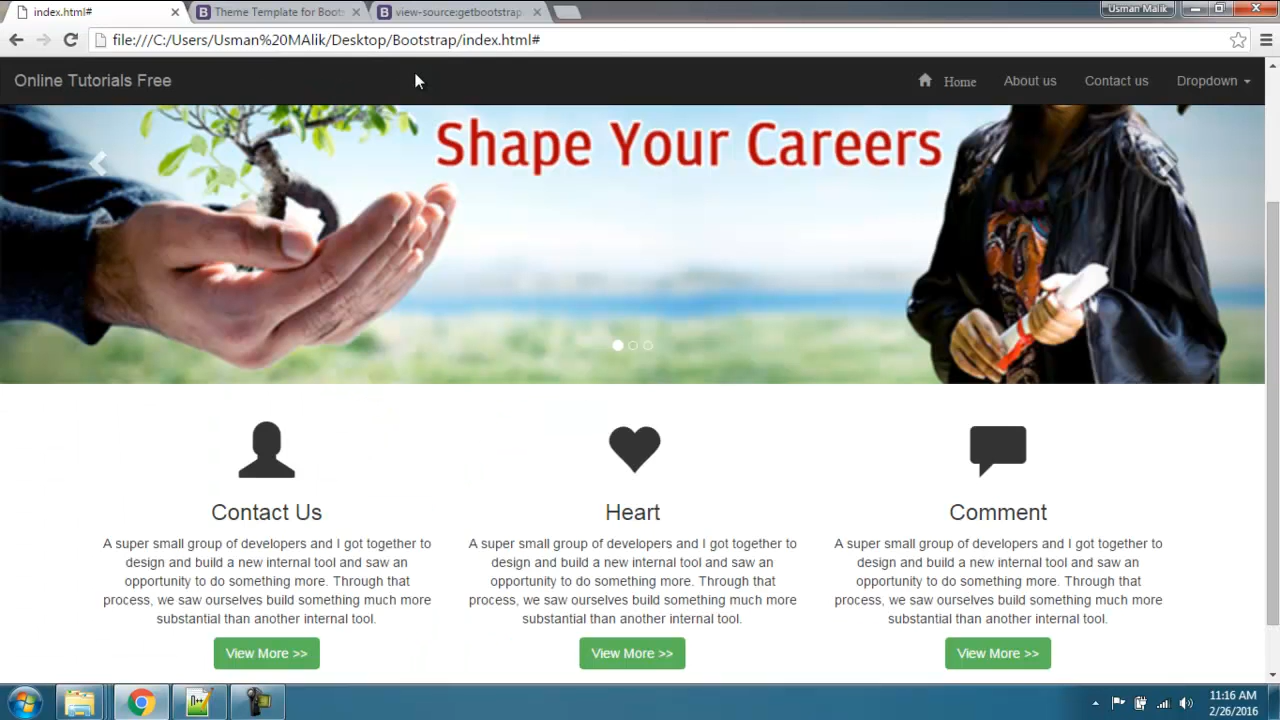 index.html#
Theme Template for Boots
view-source:getbootstrap
Usman Malik
file:///C:/Users/Usman%20MAlik/Desktop/Bootstrap/index.html#
Online Tutorials Free
Home
About us
Contact us
Dropdown
Shape Your Careers
Contact Us
Heart
Comment
A super small group of developers and I got together to
design and build a new internal tool and saw an
opportunity to do something more. Through that
process, we saw ourselves build something much more
substantial than another internal tool.
A super small group of developers and I got together to
design and build a new internal tool and saw an
opportunity to do something more. Through that
process, we saw ourselves build something much more
substantial than another internal tool.
A super small group of developers and I got together to
design and build a new internal tool and saw an
opportunity to do something more. Through that
process, we saw ourselves build something much more
substantial than another internal tool.
View More >>
View More >>
View More >>
11:16 AM
2/26/2016